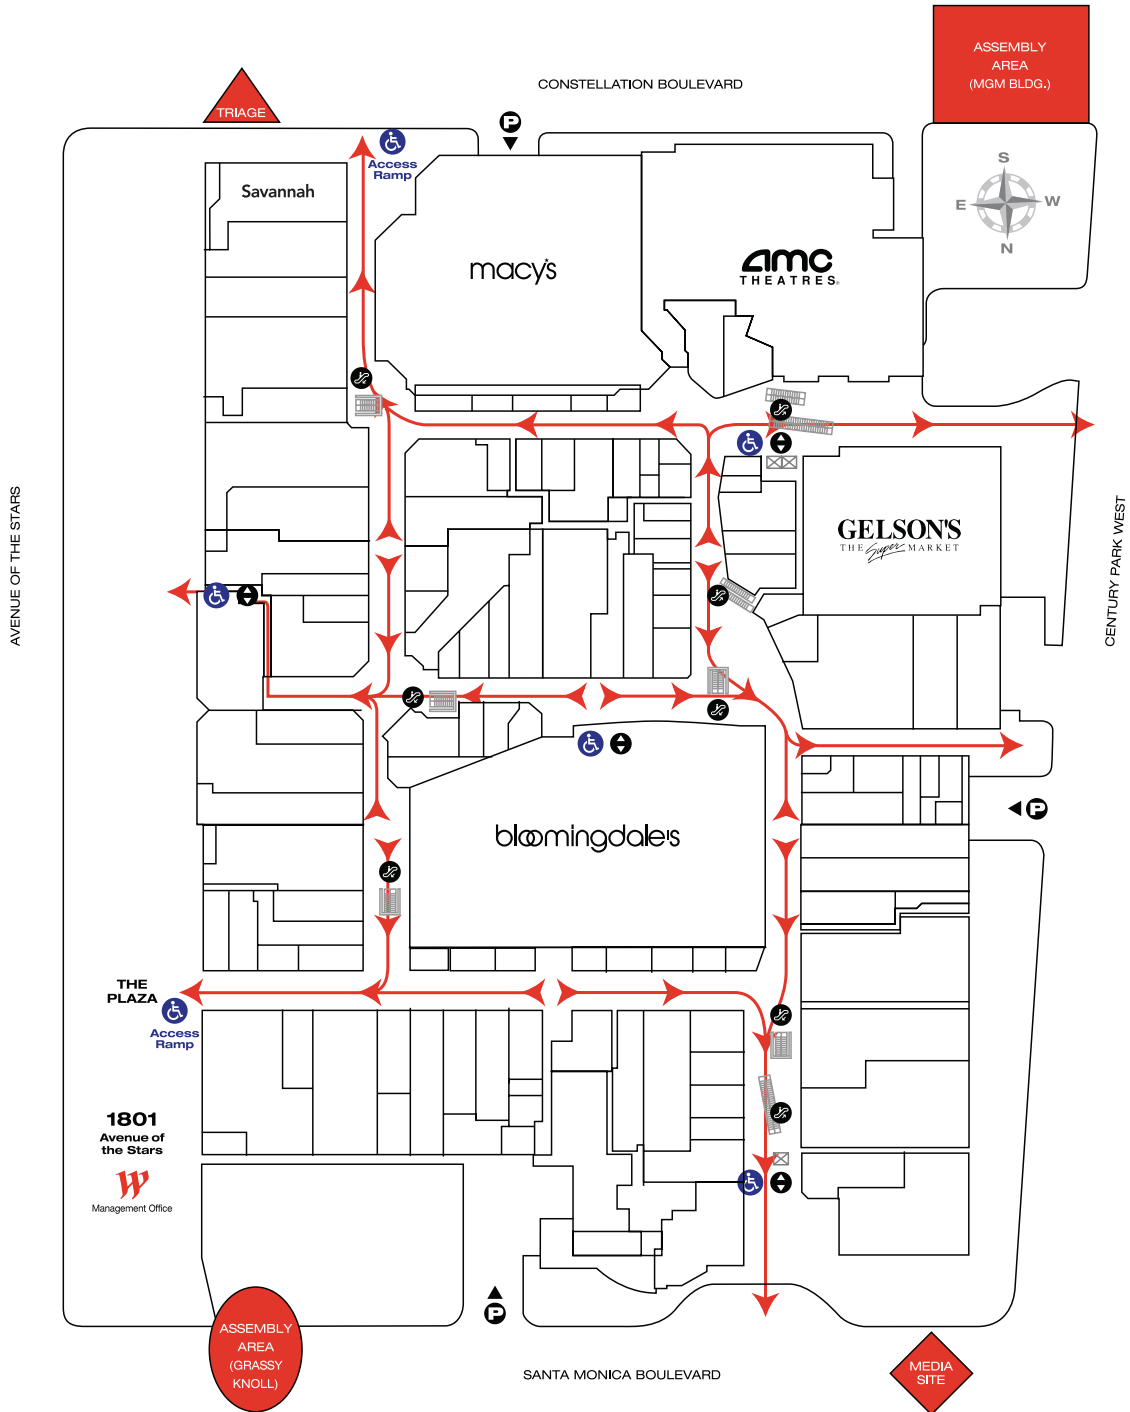 ASSEMBLY
AREA
(MGM BLDG.)
CONSTELLATION BOULEVARD
TRIAGE
P
Access
Ramp
Savannah
S
E
W
N
macy's
amc
THEATRES
AVENUE OF THE STARS
GELSON'S
THE Super MARKET
CENTURY PARK WEST
bloomingdale's
P
THE
PLAZA
Access
Ramp
1801
Avenue of
the Stars
W
Management Office
P
ASSEMBLY
AREA
(GRASSY
KNOLL)
SANTA MONICA BOULEVARD
MEDIA
SITE